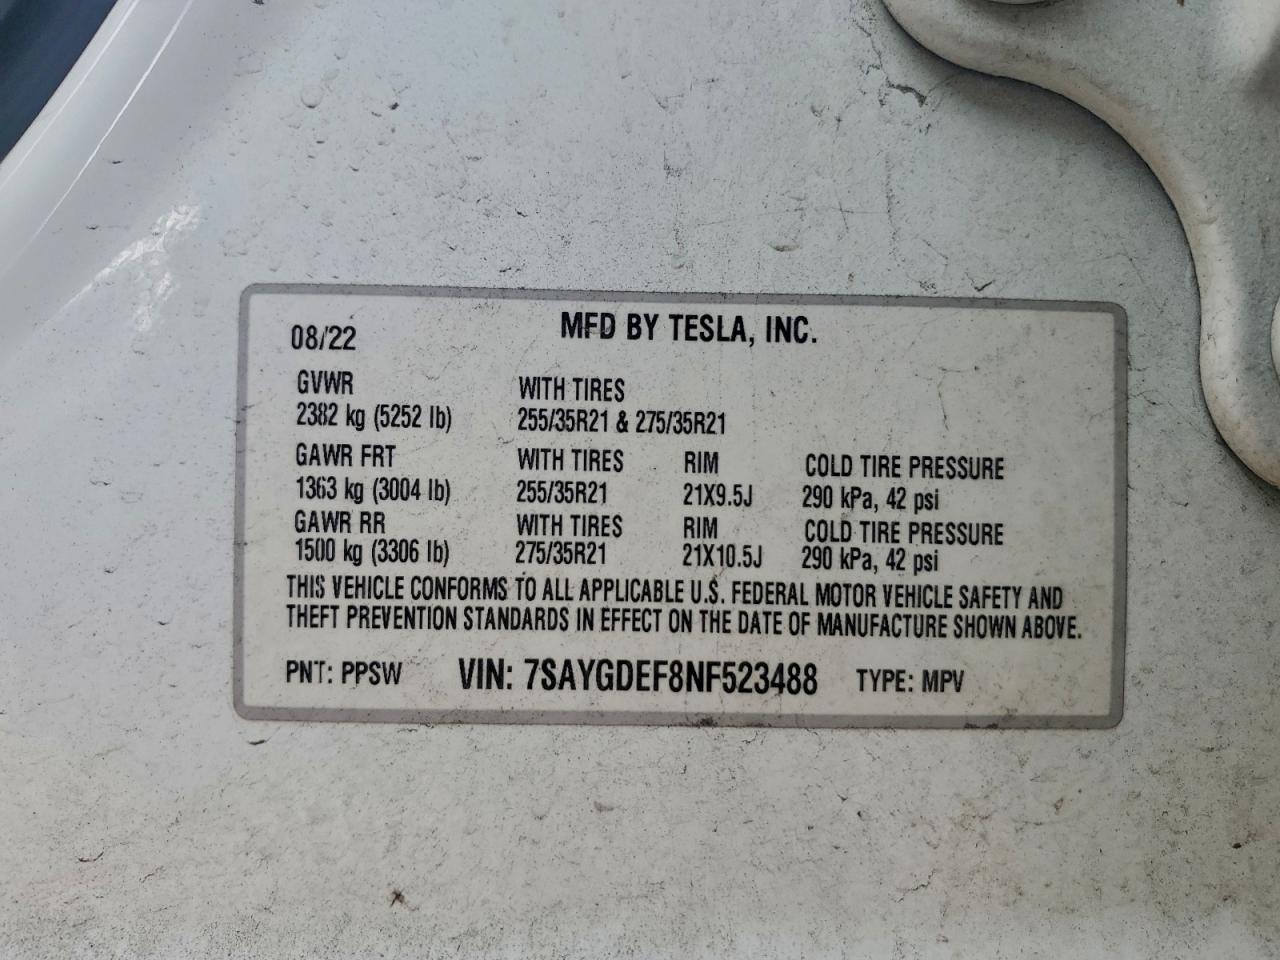 MFD BY TESLA, INC.
08/22
GVWR WITH TIRES
2382 kg (5252 lb) 255/35R21 & 275/35R21
GAWR FRT WITH TIRES RIM COLD TIRE PRESSURE
1363 kg (3004 lb) 255/35R21 21X9.5J 290 kPa, 42 psi
GAWR RR WITH TIRES RIM COLD TIRE PRESSURE
1500 kg (3306 lb) 275/35R21 21X10.5J 290 kPa, 42 psi
THIS VEHICLE CONFORMS TO ALL APPLICABLE U.S. FEDERAL MOTOR VEHICLE SAFETY AND
THEFT PREVENTION STANDARDS IN EFFECT ON THE DATE OF MANUFACTURE SHOWN ABOVE.
PNT: PPSW VIN: 7SAYGDEF8NF523488 TYPE: MPV